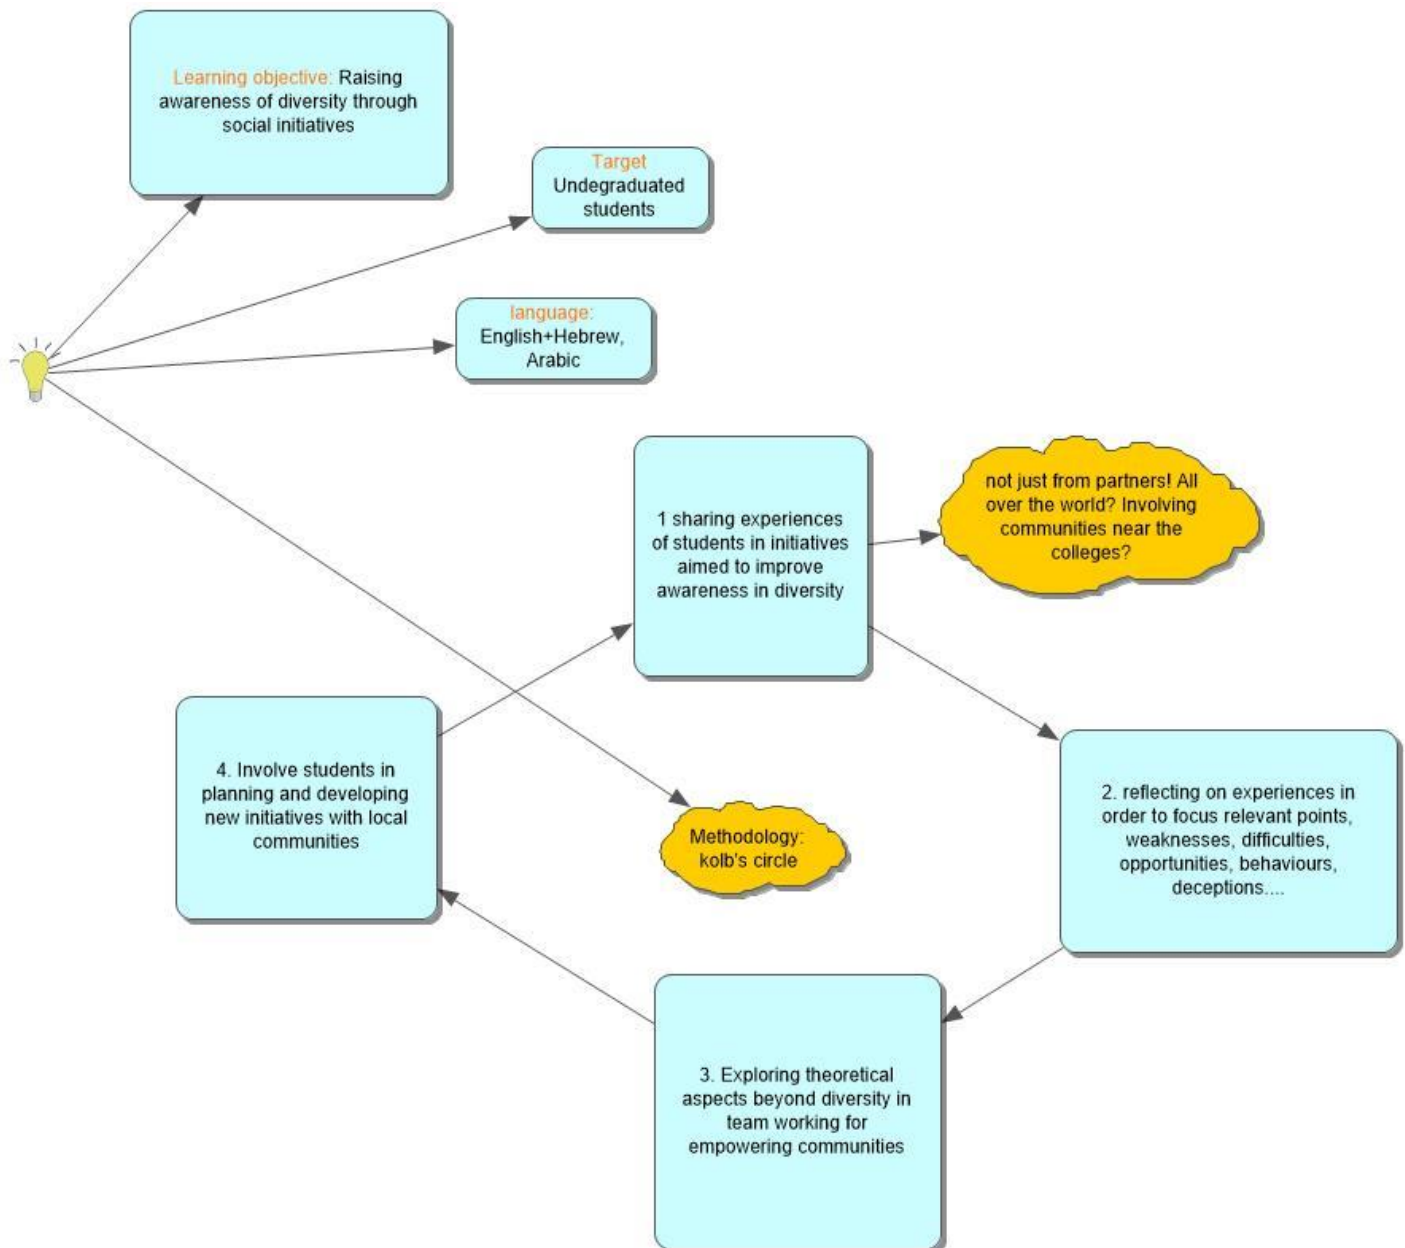 Learning objective: Raising
awareness of diversity through
social initiatives
Target
Undegraduated
students
language:
English+Hebrew,
Arabic
1 sharing experiences
of students in initiatives
aimed to improve
awareness in diversity
not just from partners! All
over the world? Involving
communities near the
colleges?
2. reflecting on experiences in
order to focus relevant points,
weaknesses, difficulties,
opportunities, behaviours,
deceptions....
3. Exploring theoretical
aspects beyond diversity in
team working for
empowering communities
4. Involve students in
planning and developing
new initiatives with local
communities
Methodology:
kolb's circle